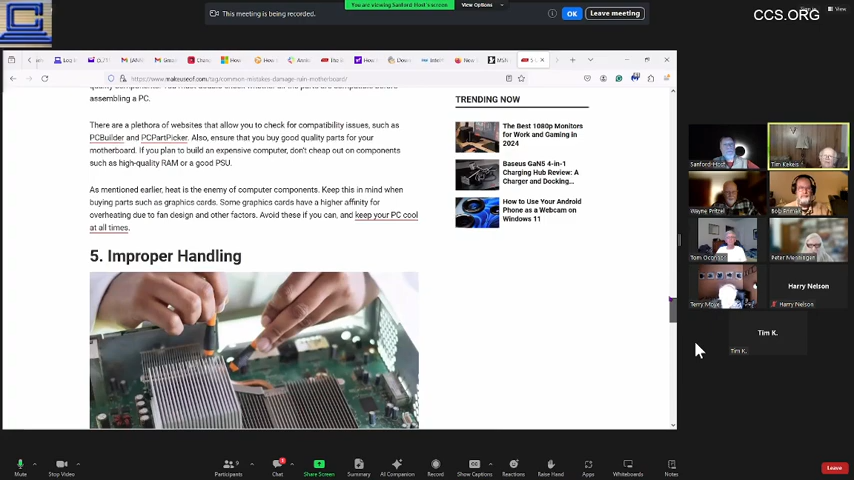 This meeting is being recorded.
You are viewing Sanford-Host's screen
View Options
OK
Leave meeting
CCS.ORG
View
https://www.makeuseof.com/tag/common-mistakes-damage-ruin-motherboard/
assembling a PC.
There are a plethora of websites that allow you to check for compatibility issues, such as
PCBuilder and PCPartPicker. Also, ensure that you buy good quality parts for your
motherboard. If you plan to build an expensive computer, don't cheap out on components
such as high-quality RAM or a good PSU.
As mentioned earlier, heat is the enemy of computer components. Keep this in mind when
buying parts such as graphics cards. Some graphics cards have a higher affinity for
overheating due to fan design and other factors. Avoid these if you can, and keep your PC cool
at all times.
5. Improper Handling
TRENDING NOW
The Best 1080p Monitors
for Work and Gaming in
2024
Baseus GaN5 4-in-1
Charging Hub Review: A
Charger and Docking...
How to Use Your Android
Phone as a Webcam on
Windows 11
Sanford-Host
Tim Kekeis
Wayne Pritzel
Tom Oconnor
Peter Menningen
Terry Moye
Harry Nelson
Harry Nelson
Tim K.
Tim K.
Mute
Stop Video
Participants
9
Chat
Share Screen
Summary
AI Companion
Record
Show Captions
Reactions
Raise Hand
Apps
Whiteboards
Notes
Leave